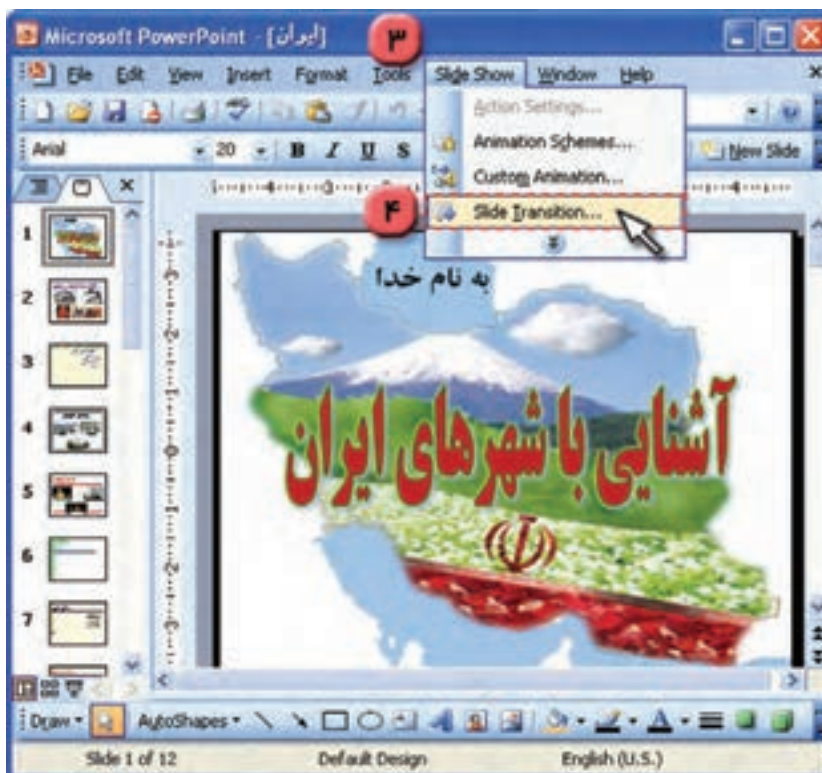 Microsoft PowerPoint - [ایران]
۳
File Edit View Insert Format Tools Slide Show Window Help
Action Settings...
Arial 20 B I U S
Animation Schemes...
New Slide
Custom Animation...
۴
Slide Transition...
1
به نام خدا
2
3
آشنایی با شهرهای ایران
4
5
6
7
Draw AutoShapes
Slide 1 of 12 Default Design English (U.S.)